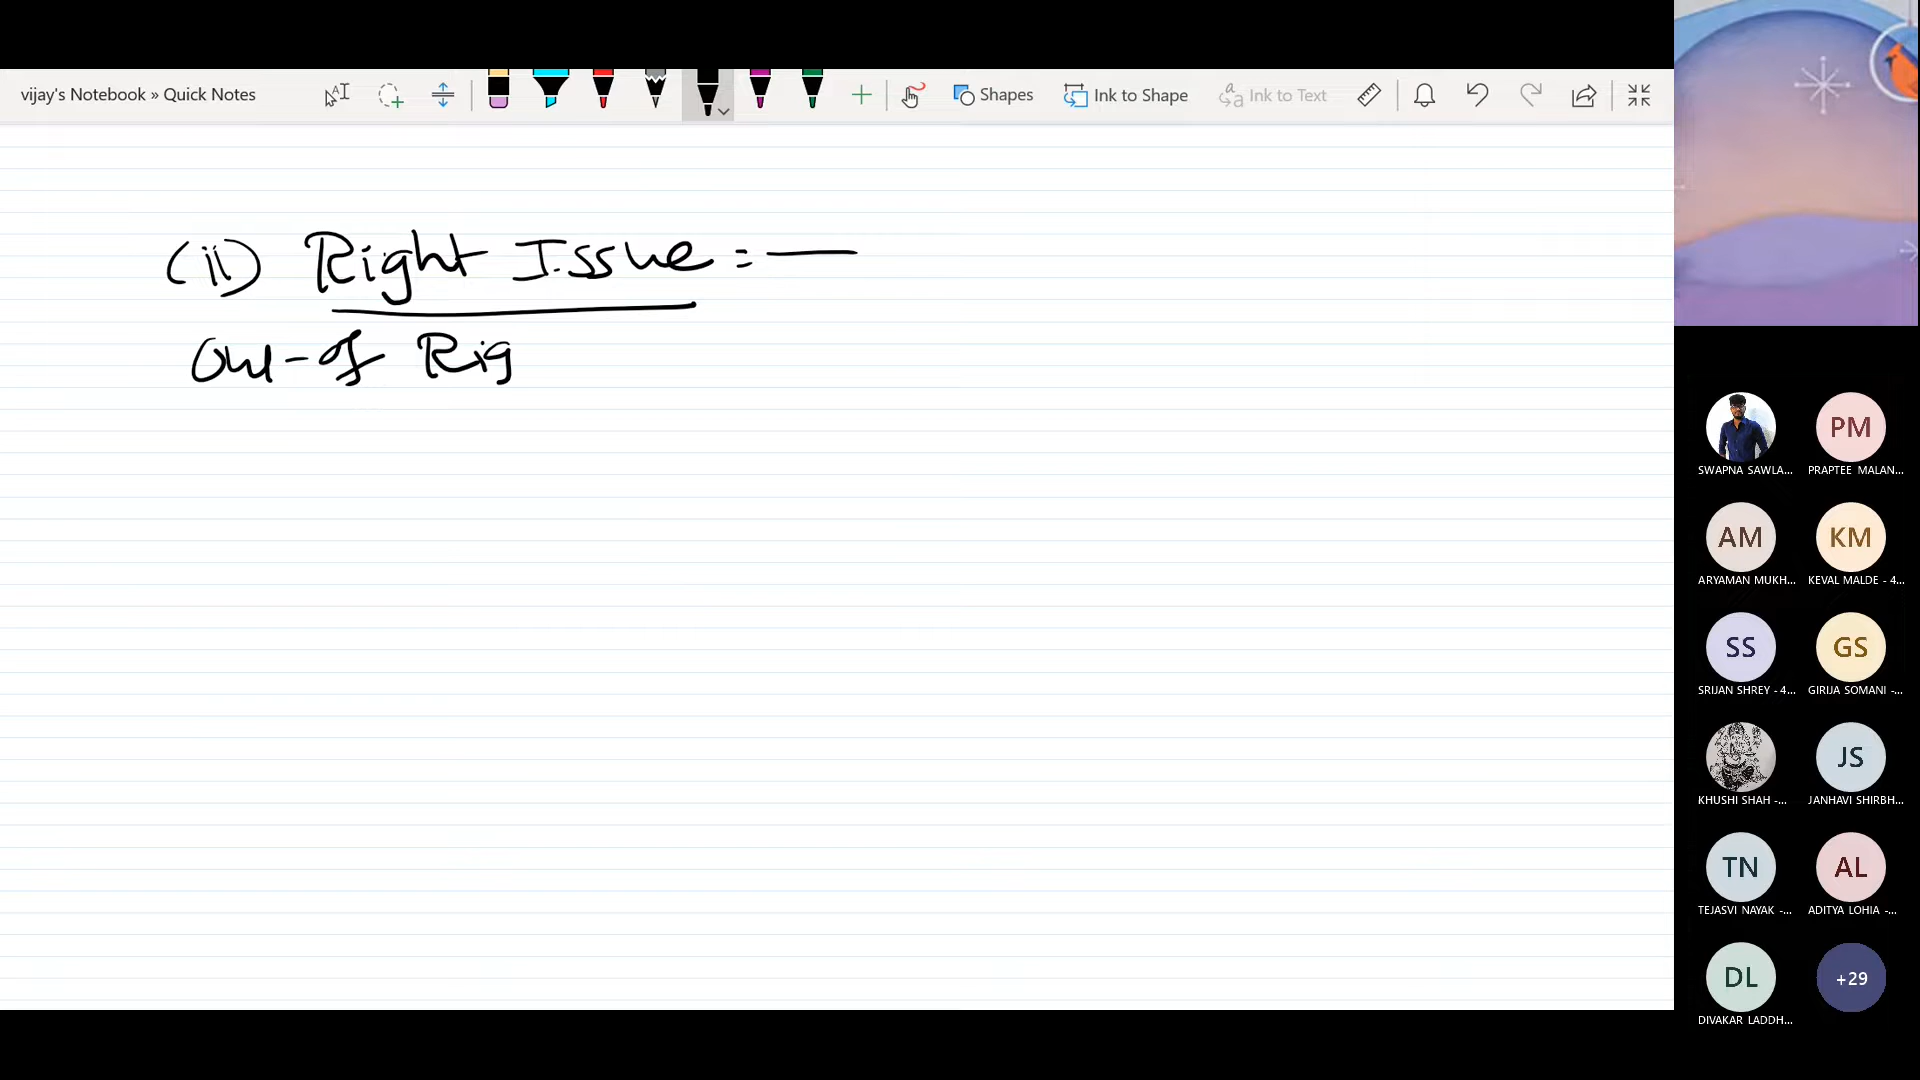 vijay's Notebook » Quick Notes
Shapes
Ink to Shape
Ink to Text
(ii) Right Issue :-
Out-of Rig
SWAPNA SAWLA...
PM
PRAPTEE MALAN...
AM
ARYAMAN MUKH...
KM
KEVAL MALDE - 4...
SS
SRIJAN SHREY - 4...
GS
GIRIJA SOMANI -...
KHUSHI SHAH -...
JS
JANHAVI SHIRBH...
TN
TEJASVI NAYAK -...
AL
ADITYA LOHIA -...
DL
DIVAKAR LADDH...
+29